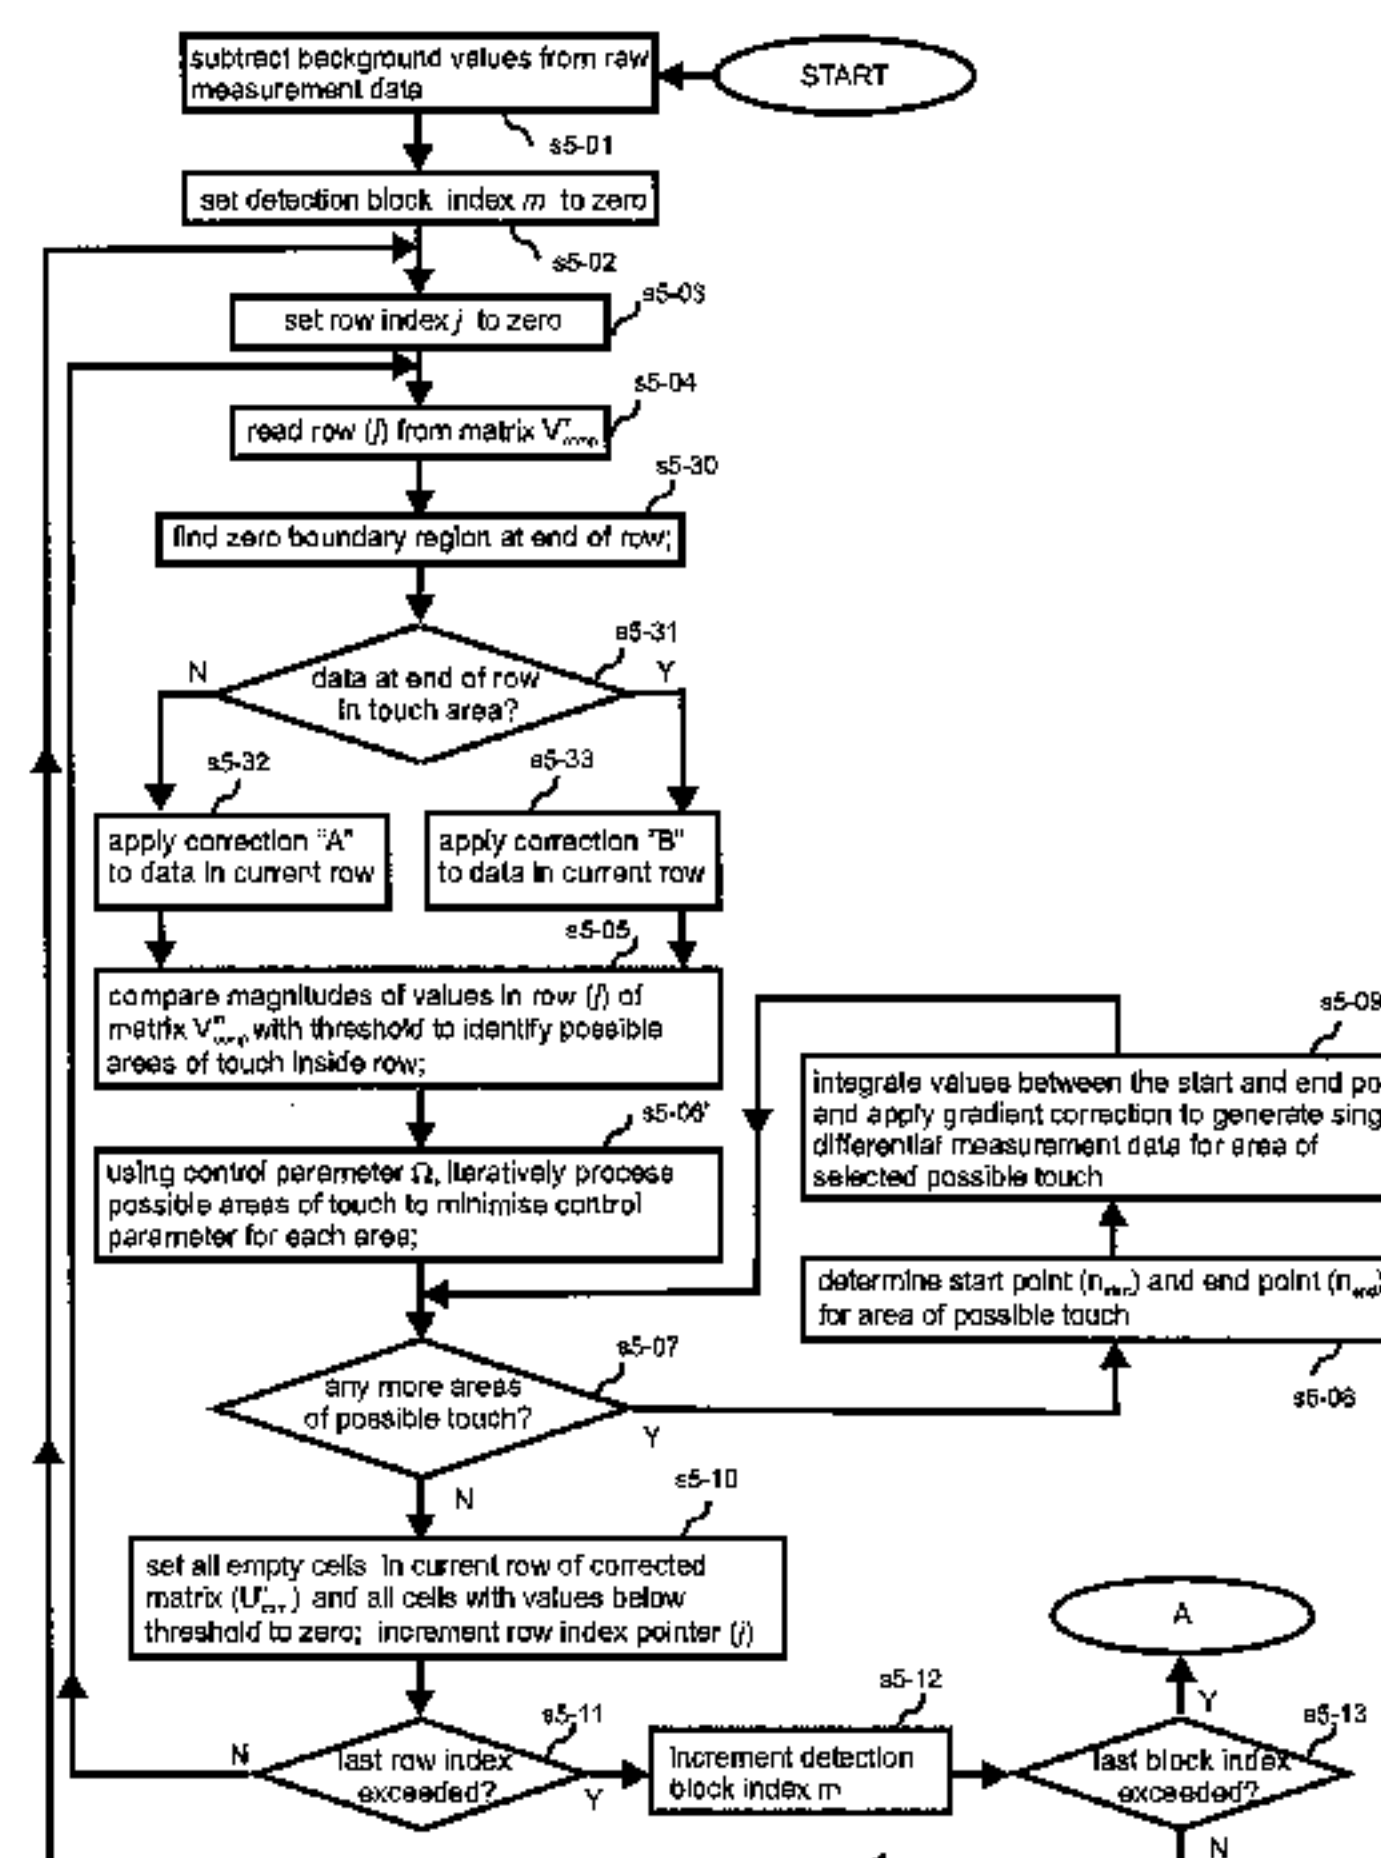 START
subtract background values from raw
measurement data
s5-01
set detection block index m to zero
s5-02
set row index j to zero
s5-03
read row (j) from matrix V
s5-04
find zero boundary region at end of row;
s5-30
data at end of row
in touch area?
s5-31
N
Y
s5-32
s5-33
apply correction "A"
to data in current row
apply correction "B"
to data in current row
s5-05
compare magnitudes of values in row (j) of
matrix V with threshold to identify possible
areas of touch inside row;
s5-06'
using control parameter Ω, iteratively process
possible areas of touch to minimise control
parameter for each area;
s5-07
any more areas
of possible touch?
Y
N
s5-09
integrate values between the start and end po
and apply gradient correction to generate sing
differential measurement data for area of
selected possible touch
determine start point (n) and end point (n)
for area of possible touch
s5-10
set all empty cells in current row of corrected
matrix (U) and all cells with values below
threshold to zero; increment row index pointer (j)
s5-11
last row index
exceeded?
N
Y
s5-12
increment detection
block index m
s5-13
last block index
exceeded?
Y
N
A